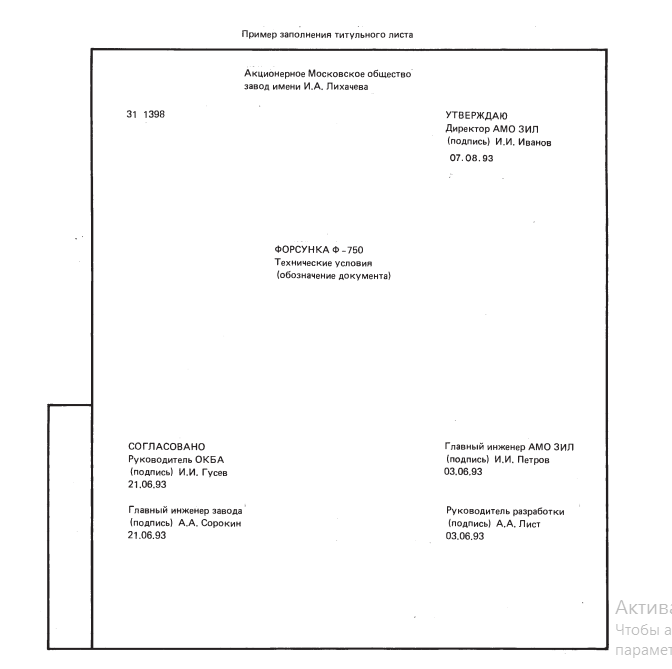 Пример заполнения титульного листа
Акционерное Московское общество
завод имени И.А. Лихачева
31 1398
УТВЕРЖДАЮ
Директор АМО ЗИЛ
(подпись) И.И. Иванов
07.08.93
ФОРСУНКА Ф-750
Технические условия
(обозначение документа)
СОГЛАСОВАНО
Руководитель ОКБА
(подпись) И.И. Гусев
21.06.93
Главный инженер завода
(подпись) А.А. Сорокин
21.06.93
Главный инженер АМО ЗИЛ
(подпись) И.И. Петров
03.06.93
Руководитель разработки
(подпись) А.А. Лист
03.06.93
Актива
Чтобы а
парамет